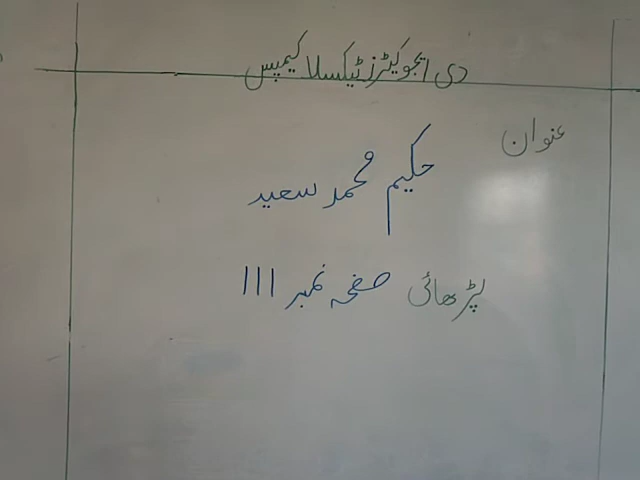 دی ایجوکیٹرز ٹیکسلا کیمپس
عنوان
حکیم محمد سعید
پڑھائی صفحہ نمبر 111